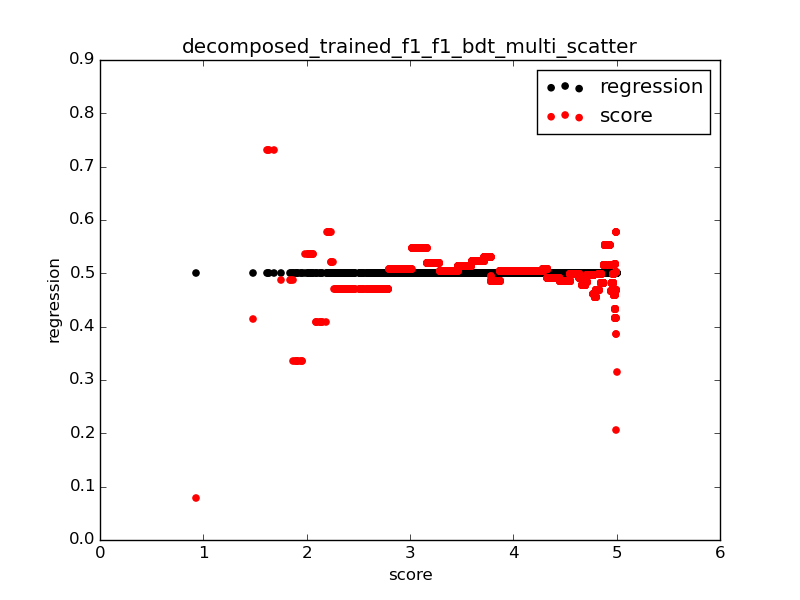 decomposed_trained_f1_f1_bdt_multi_scatter
0.9
0.8
0.7
0.6
0.5
0.4
0.3
0.2
0.1
0.0
regression
regression
score
0 1 2 3 4 5 6
score